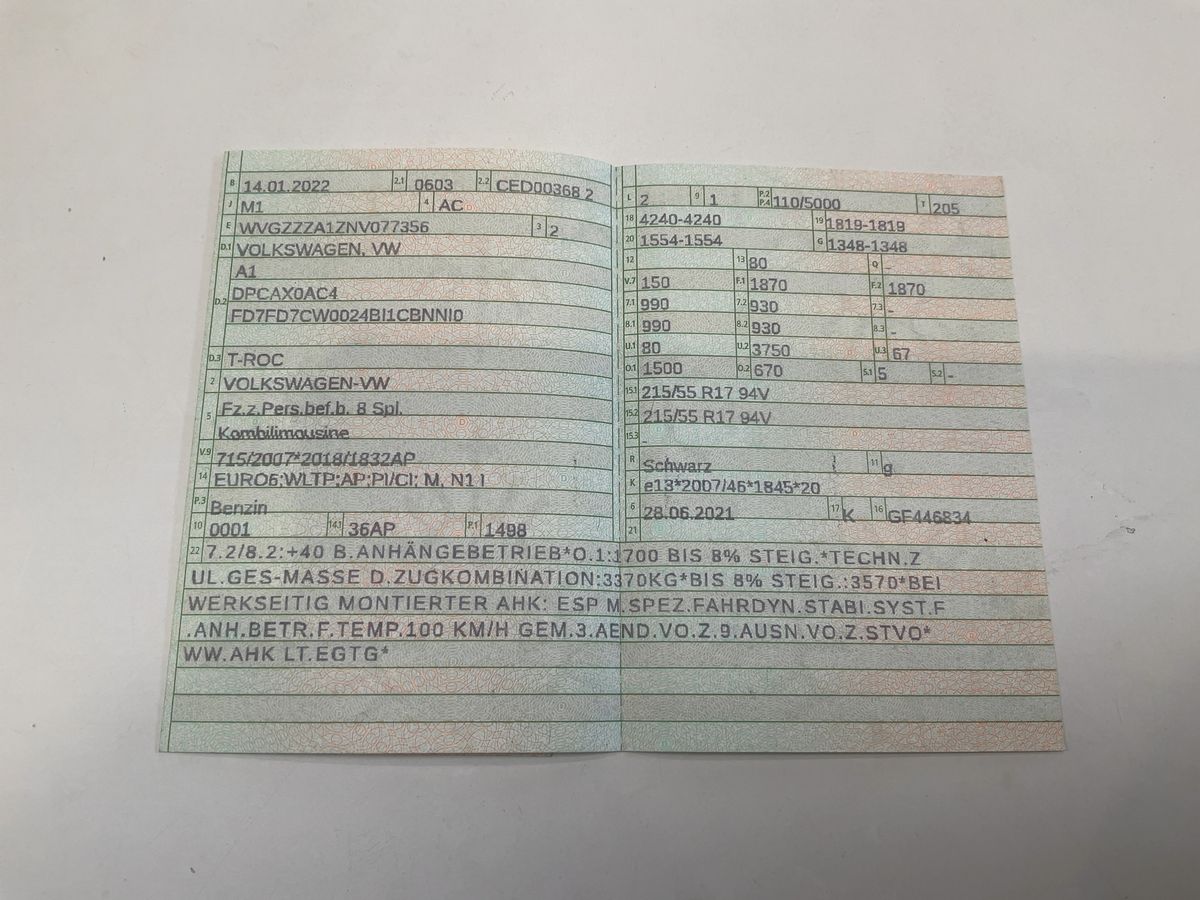 B 14.01.2022 2.1 0603 2.2 CED00368 2
J M1 4 AC
E WVGZZZA1ZNV077356 3 2
D.1 VOLKSWAGEN, VW
A1
D.2 DPCAX0AC4
FD7FD7CW0024BI1CBNNI0
D.3 T-ROC
2 VOLKSWAGEN-VW
5 Fz.z.Pers.bef.b. 8 Spl.
Kombilimousine
V.9 715/2007*2018/1832AP
14 EURO6;WLTP;AP;PI/CI; M, N1 I
P.3 Benzin
10 0001 14.1 36AP P.1 1498
L 2 9 1 P.2 P.4 110/5000 T 205
18 4240-4240 19 1819-1819
20 1554-1554 G 1348-1348
12 13 80 Q -
V.7 150 F.1 1870 F.2 1870
7.1 990 7.2 930 7.3 -
8.1 990 8.2 930 8.3 -
U.1 80 U.2 3750 U.3 67
O.1 1500 O.2 670 S.1 5 S.2 -
15.1 215/55 R17 94V
15.2 215/55 R17 94V
15.3 -
R Schwarz 11 g
K e13*2007/46*1845*20
6 28.06.2021 17 K 16 GF446834
21
22 7.2/8.2:+40 B.ANHÄNGEBETRIEB*O.1:1700 BIS 8% STEIG.*TECHN.Z
UL.GES-MASSE D.ZUGKOMBINATION:3370KG*BIS 8% STEIG.:3570*BEI
WERKSEITIG MONTIERTER AHK: ESP M.SPEZ.FAHRDYN.STABI.SYST.F
.ANH.BETR.F.TEMP.100 KM/H GEM.3.AEND.VO.Z.9.AUSN.VO.Z.STVO*
WW.AHK LT.EGTG*